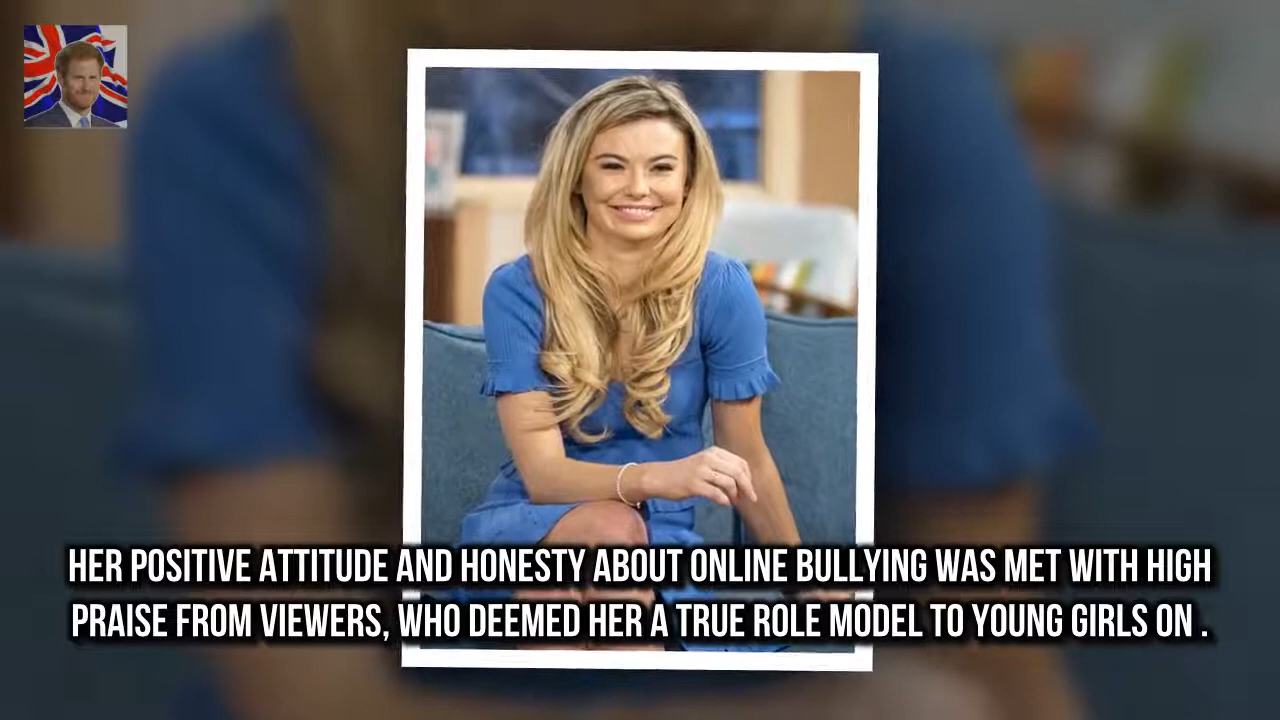 HER POSITIVE ATTITUDE AND HONESTY ABOUT ONLINE BULLYING WAS MET WITH HIGH
PRAISE FROM VIEWERS, WHO DEEMED HER A TRUE ROLE MODEL TO YOUNG GIRLS ON .